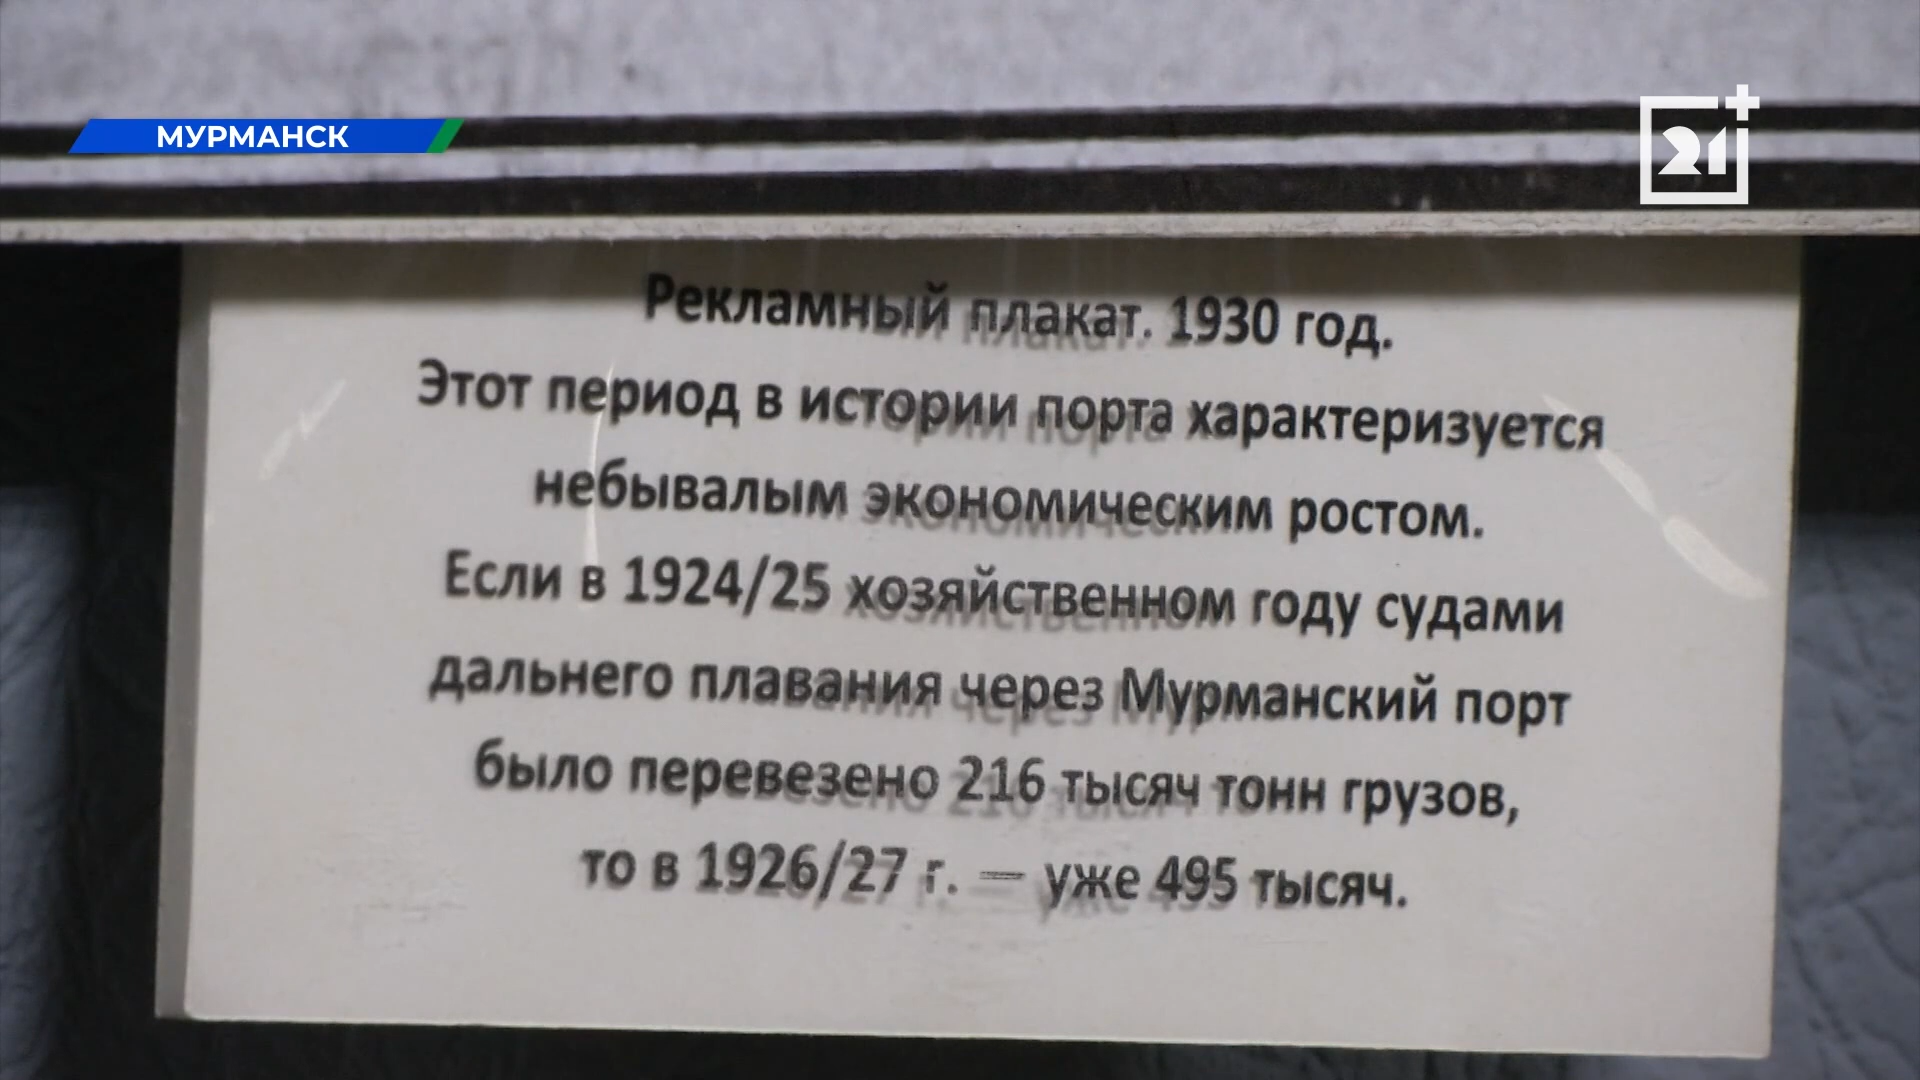 МУРМАНСК
21+
Рекламный плакат. 1930 год.
Этот период в истории порта характеризуется
небывалым экономическим ростом.
Если в 1924/25 хозяйственном году судами
дальнего плавания через Мурманский порт
было перевезено 216 тысяч тонн грузов,
то в 1926/27 г. — уже 495 тысяч.